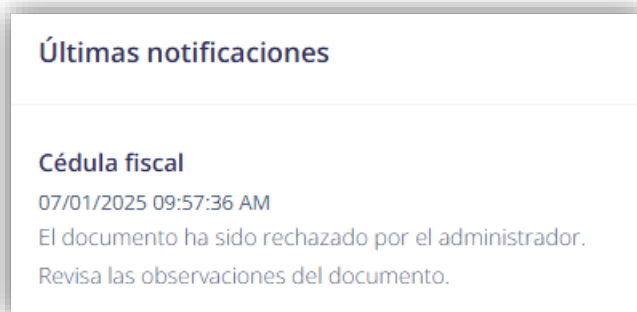 Últimas notificaciones
Cédula fiscal
07/01/2025 09:57:36 AM
El documento ha sido rechazado por el administrador.
Revisa las observaciones del documento.